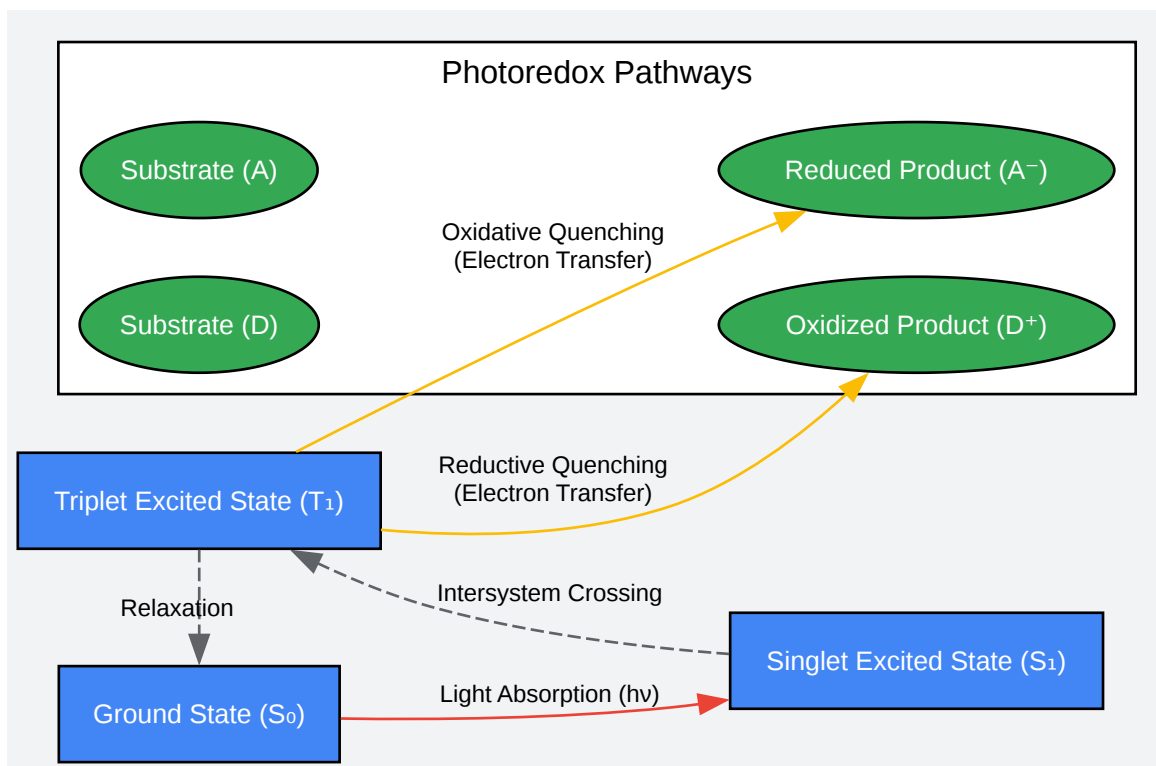 Photoredox Pathways
Substrate (A)
Reduced Product (A⁻)
Oxidative Quenching
(Electron Transfer)
Substrate (D)
Oxidized Product (D⁺)
Reductive Quenching
(Electron Transfer)
Triplet Excited State (T₁)
Intersystem Crossing
Relaxation
Singlet Excited State (S₁)
Light Absorption (hν)
Ground State (S₀)